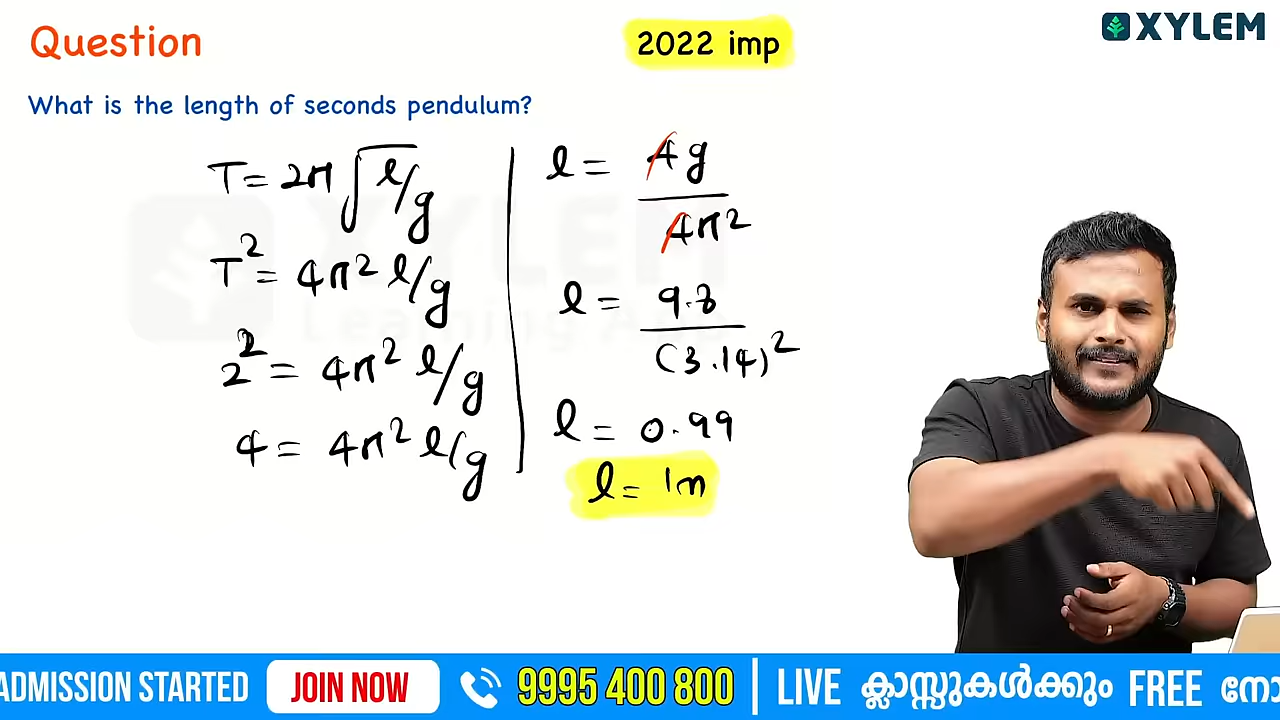 Question
2022 imp
XYLEM
What is the length of seconds pendulum?
T = 2π √l/g
T² = 4π² l/g
2² = 4π² l/g
4 = 4π² l/g
l = 4g / 4π²
l = 9.8 / (3.14)²
l = 0.99
l = 1m
XYLEM
Learning A
ADMISSION STARTED JOIN NOW 9995 400 800 | LIVE ക്ലാസ്സുകൾക്കും FREE നോ